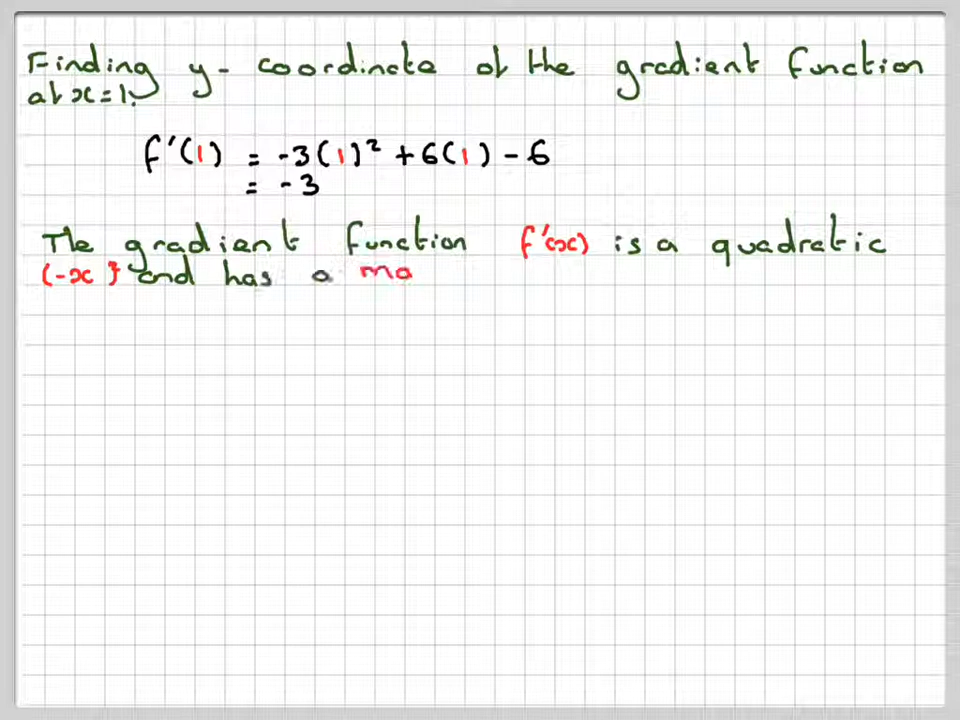 Finding y-coordinate of the gradient function
at x=1.
f'(1) = -3(1)² + 6(1) - 6
= -3
The gradient function f'(x) is a quadratic
(-x } and has a ma